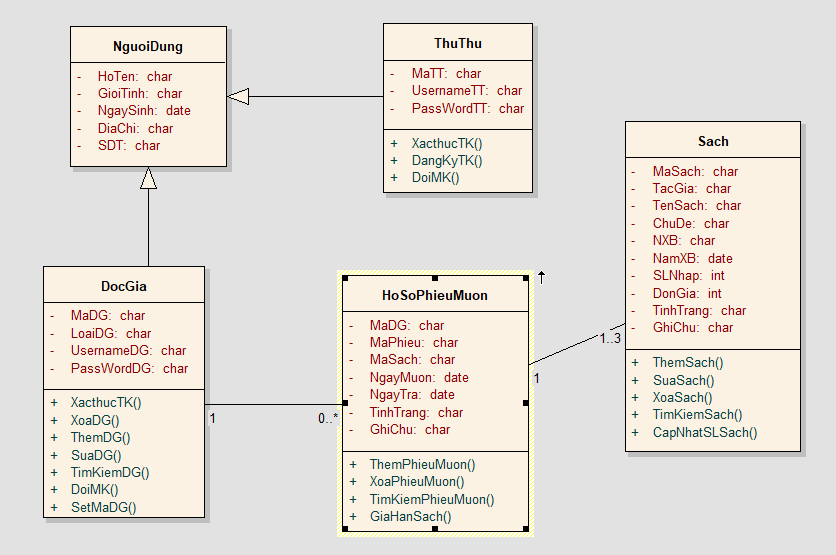 NguoiDung
- HoTen: char
- GioiTinh: char
- NgaySinh: date
- DiaChi: char
- SDT: char
ThuThu
- MaTT: char
- UsernameTT: char
- PassWordTT: char
+ XacthucTK()
+ DangKyTK()
+ DoiMK()
Sach
- MaSach: char
- TacGia: char
- TenSach: char
- ChuDe: char
- NXB: char
- NamXB: date
- SLNhap: int
- DonGia: int
- TinhTrang: char
- GhiChu: char
+ ThemSach()
+ SuaSach()
+ XoaSach()
+ TimKiemSach()
+ CapNhatSLSach()
DocGia
- MaDG: char
- LoaiDG: char
- UsernameDG: char
- PassWordDG: char
+ XacthucTK()
+ XoaDG()
+ ThemDG()
+ SuaDG()
+ TimKiemDG()
+ DoiMK()
+ SetMaDG()
1
0..*
HoSoPhieuMuon
- MaDG: char
- MaPhieu: char
- MaSach: char
- NgayMuon: date
- NgayTra: date
- TinhTrang: char
- GhiChu: char
+ ThemPhieuMuon()
+ XoaPhieuMuon()
+ TimKiemPhieuMuon()
+ GiaHanSach()
1
1..3